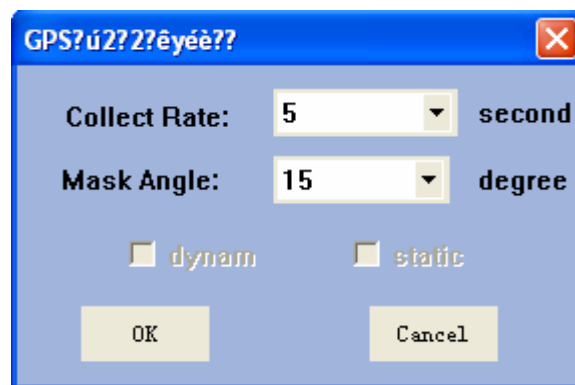 GPS?ú2?2?êyéè??
Collect Rate: 5 second
Mask Angle: 15 degree
dynam static
OK Cancel